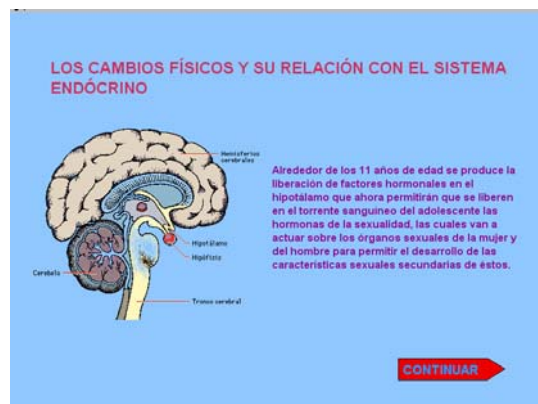 LOS CAMBIOS FÍSICOS Y SU RELACIÓN CON EL SISTEMA
ENDÓCRINO
Hemisferios
cerebrales
Alrededor de los 11 años de edad se produce la
liberación de factores hormonales en el
hipotálamo que ahora permitirán que se liberen
en el torrente sanguineo del adolescente las
hormonas de la sexualidad, las cuales van a
actuar sobre los órganos sexuales de la mujer y
del hombre para permitir el desarrollo de las
características sexuales secundarias de éstos.
Hipotálamo
Hipófisis
Cerebelo
Tronco cerebral
CONTINUAR